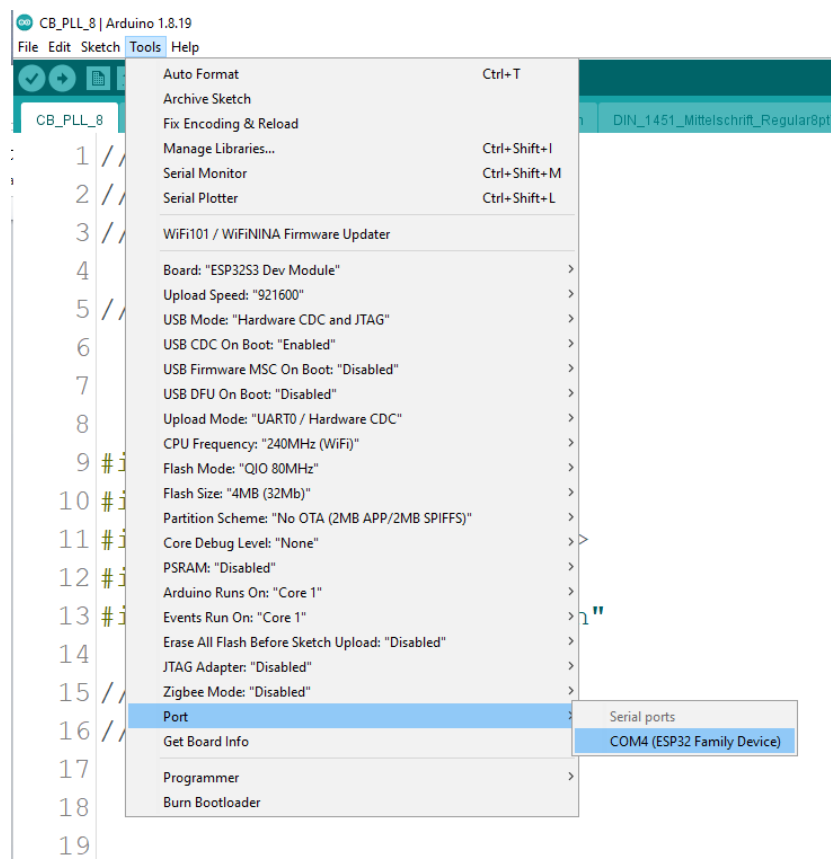 CB_PLL_8 | Arduino 1.8.19
File Edit Sketch Tools Help
CB_PLL_8
DIN_1451_Mittelschrift_Regular8pt
Auto Format Ctrl+T
Archive Sketch
Fix Encoding & Reload
Manage Libraries... Ctrl+Shift+I
Serial Monitor Ctrl+Shift+M
Serial Plotter Ctrl+Shift+L
WiFi101 / WiFiNINA Firmware Updater
Board: "ESP32S3 Dev Module"
Upload Speed: "921600"
USB Mode: "Hardware CDC and JTAG"
USB CDC On Boot: "Enabled"
USB Firmware MSC On Boot: "Disabled"
USB DFU On Boot: "Disabled"
Upload Mode: "UART0 / Hardware CDC"
CPU Frequency: "240MHz (WiFi)"
Flash Mode: "QIO 80MHz"
Flash Size: "4MB (32Mb)"
Partition Scheme: "No OTA (2MB APP/2MB SPIFFS)"
Core Debug Level: "None"
PSRAM: "Disabled"
Arduino Runs On: "Core 1"
Events Run On: "Core 1"
Erase All Flash Before Sketch Upload: "Disabled"
JTAG Adapter: "Disabled"
Zigbee Mode: "Disabled"
Port
Get Board Info
Programmer
Burn Bootloader
Serial ports
COM4 (ESP32 Family Device)
1 //
2 //
3 //
4
5 //
6
7
8
9 #i
10 #i
11 #i >
12 #i
13 #i n"
14
15 //
16 //
17
18
19